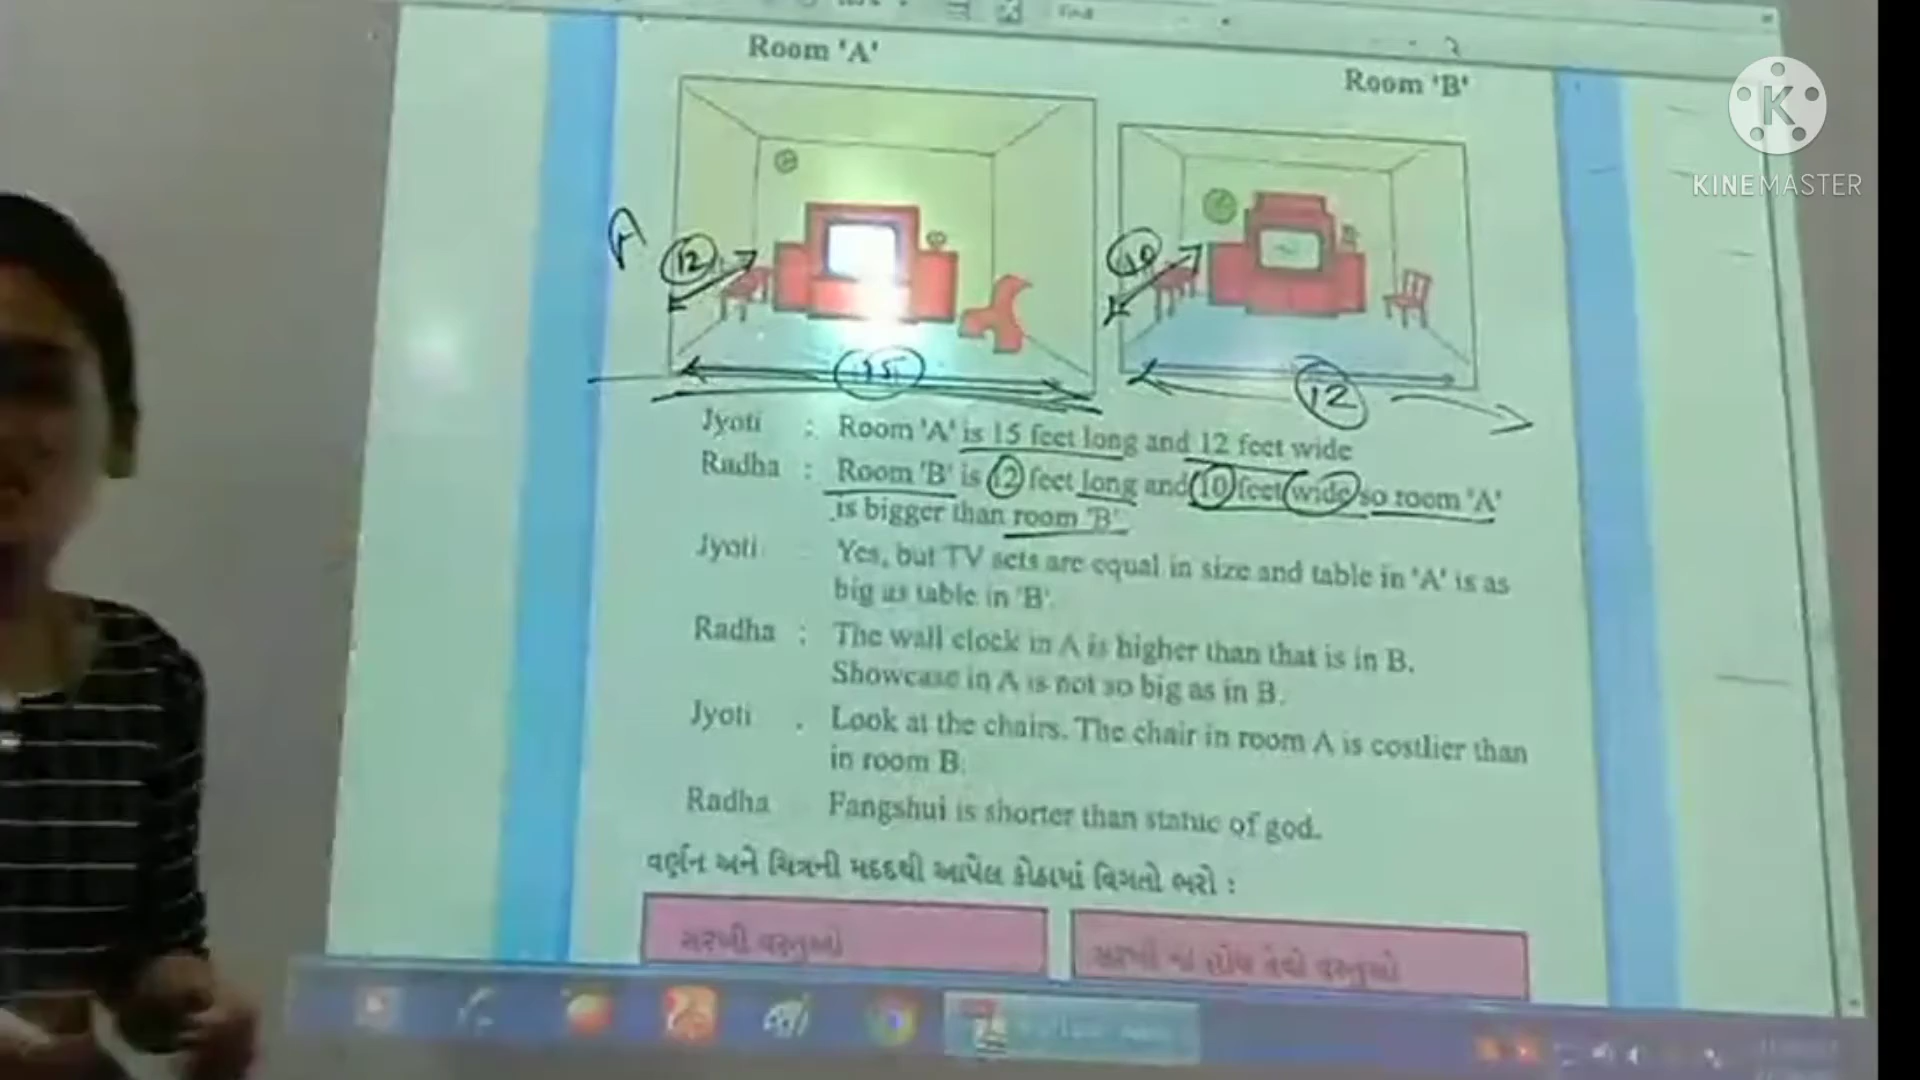 Find
Room 'A'
Room 'B'
KINEMASTER
A
12
10
15
12
Jyoti : Room 'A' is 15 feet long and 12 feet wide
Radha : Room 'B' is 12 feet long and 10 feet wide so room 'A'
is bigger than room 'B'
Jyoti Yes, but TV sets are equal in size and table in 'A' is as
big as table in 'B'.
Radha : The wall clock in A is higher than that is in B.
Showcase in A is not so big as in B.
Jyoti . Look at the chairs. The chair in room A is costlier than
in room B.
Radha Fangshui is shorter than statue of god.
વર્ણન અને ચિત્રની મદદથી આપેલ કોઠામાં વિગતો ભરો :
સરખી વસ્તુઓ
સરખી ના હોય તેવી વસ્તુઓ